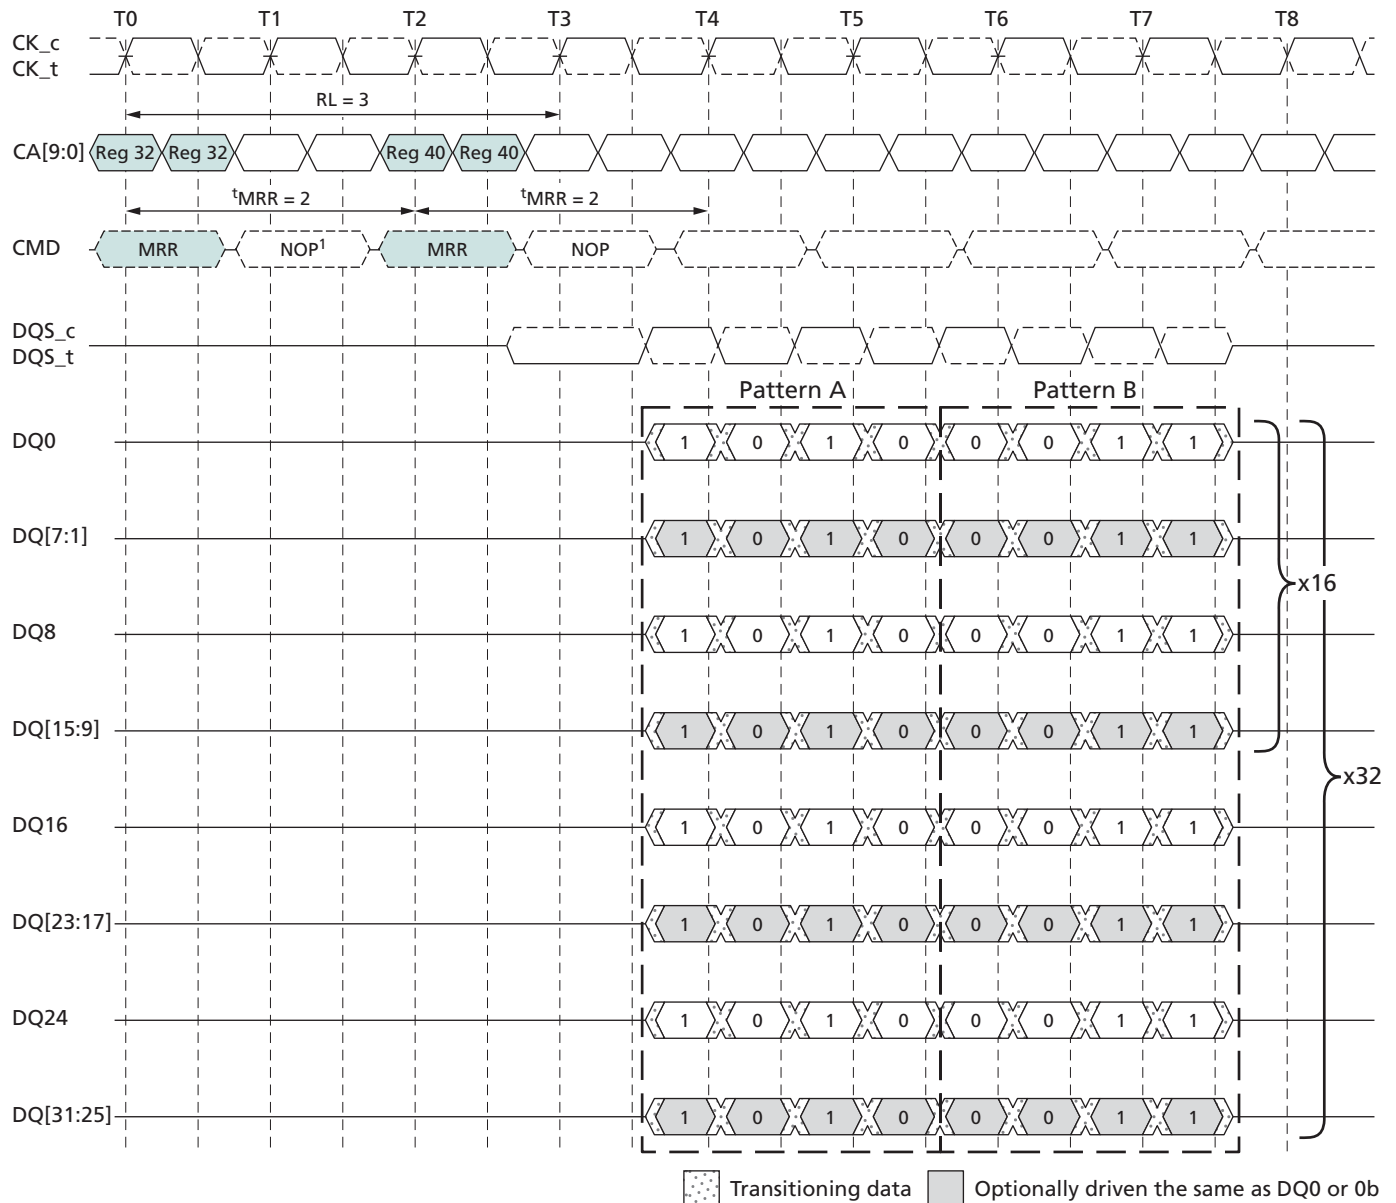 T0 T1 T2 T3 T4 T5 T6 T7 T8
CK_c
CK_t
RL = 3
CA[9:0] Reg 32 Reg 32 Reg 40 Reg 40
tMRR = 2 tMRR = 2
CMD MRR NOP1 MRR NOP
DQS_c
DQS_t
Pattern A Pattern B
DQ0 1 0 1 0 0 0 1 1
DQ[7:1] 1 0 1 0 0 0 1 1
x16
DQ8 1 0 1 0 0 0 1 1
DQ[15:9] 1 0 1 0 0 0 1 1
x32
DQ16 1 0 1 0 0 0 1 1
DQ[23:17] 1 0 1 0 0 0 1 1
DQ24 1 0 1 0 0 0 1 1
DQ[31:25] 1 0 1 0 0 0 1 1
Transitioning data Optionally driven the same as DQ0 or 0b